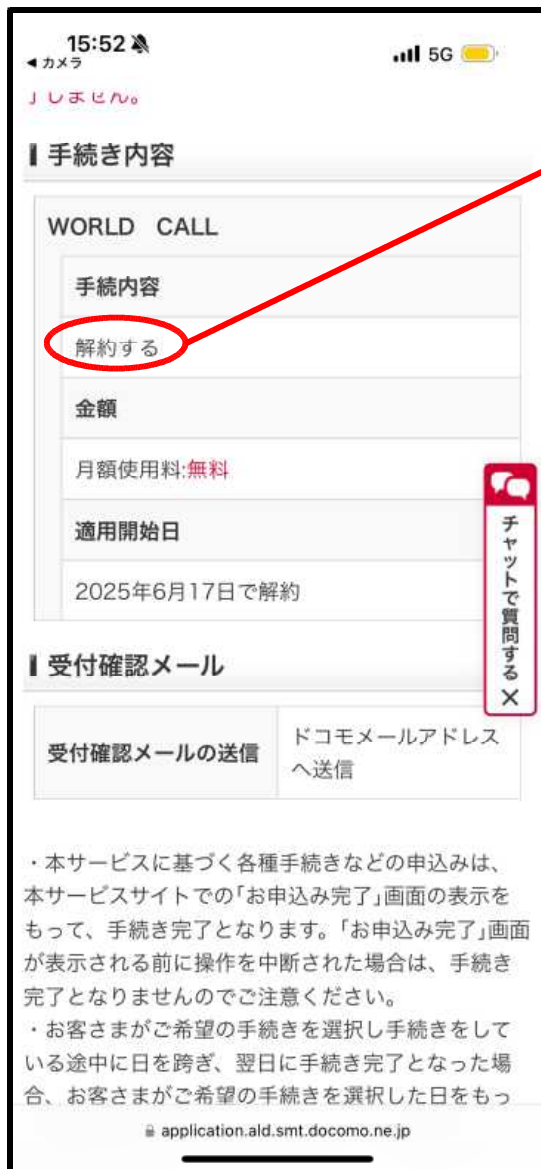 15:52
◀ カメラ
5G
了しません。
手続き内容
WORLD CALL
手続内容
解約する
金額
月額使用料:無料
適用開始日
2025年6月17日で解約
チャットで質問する ×
受付確認メール
受付確認メールの送信
ドコモメールアドレス
へ送信
・本サービスに基づく各種手続きなどの申込みは、
本サービスサイトでの｢お申込み完了｣画面の表示を
もって、手続き完了となります。｢お申込み完了｣画面
が表示される前に操作を中断された場合は、手続き
完了となりませんのでご注意ください。
・お客さまがご希望の手続きを選択し手続きをして
いる途中に日を跨ぎ、翌日に手続き完了となった場
合、お客さまがご希望の手続きを選択した日をもっ
application.ald.smt.docomo.ne.jp